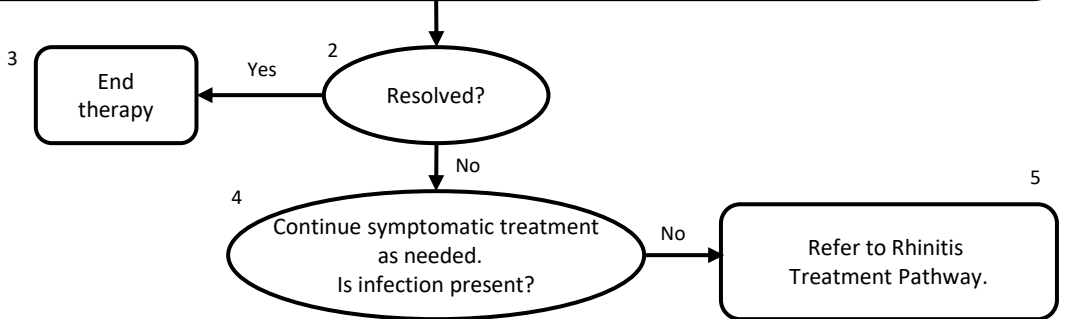 3
End
therapy
Yes
2
Resolved?
No
4
Continue symptomatic treatment
as needed.
Is infection present?
No
5
Refer to Rhinitis
Treatment Pathway.